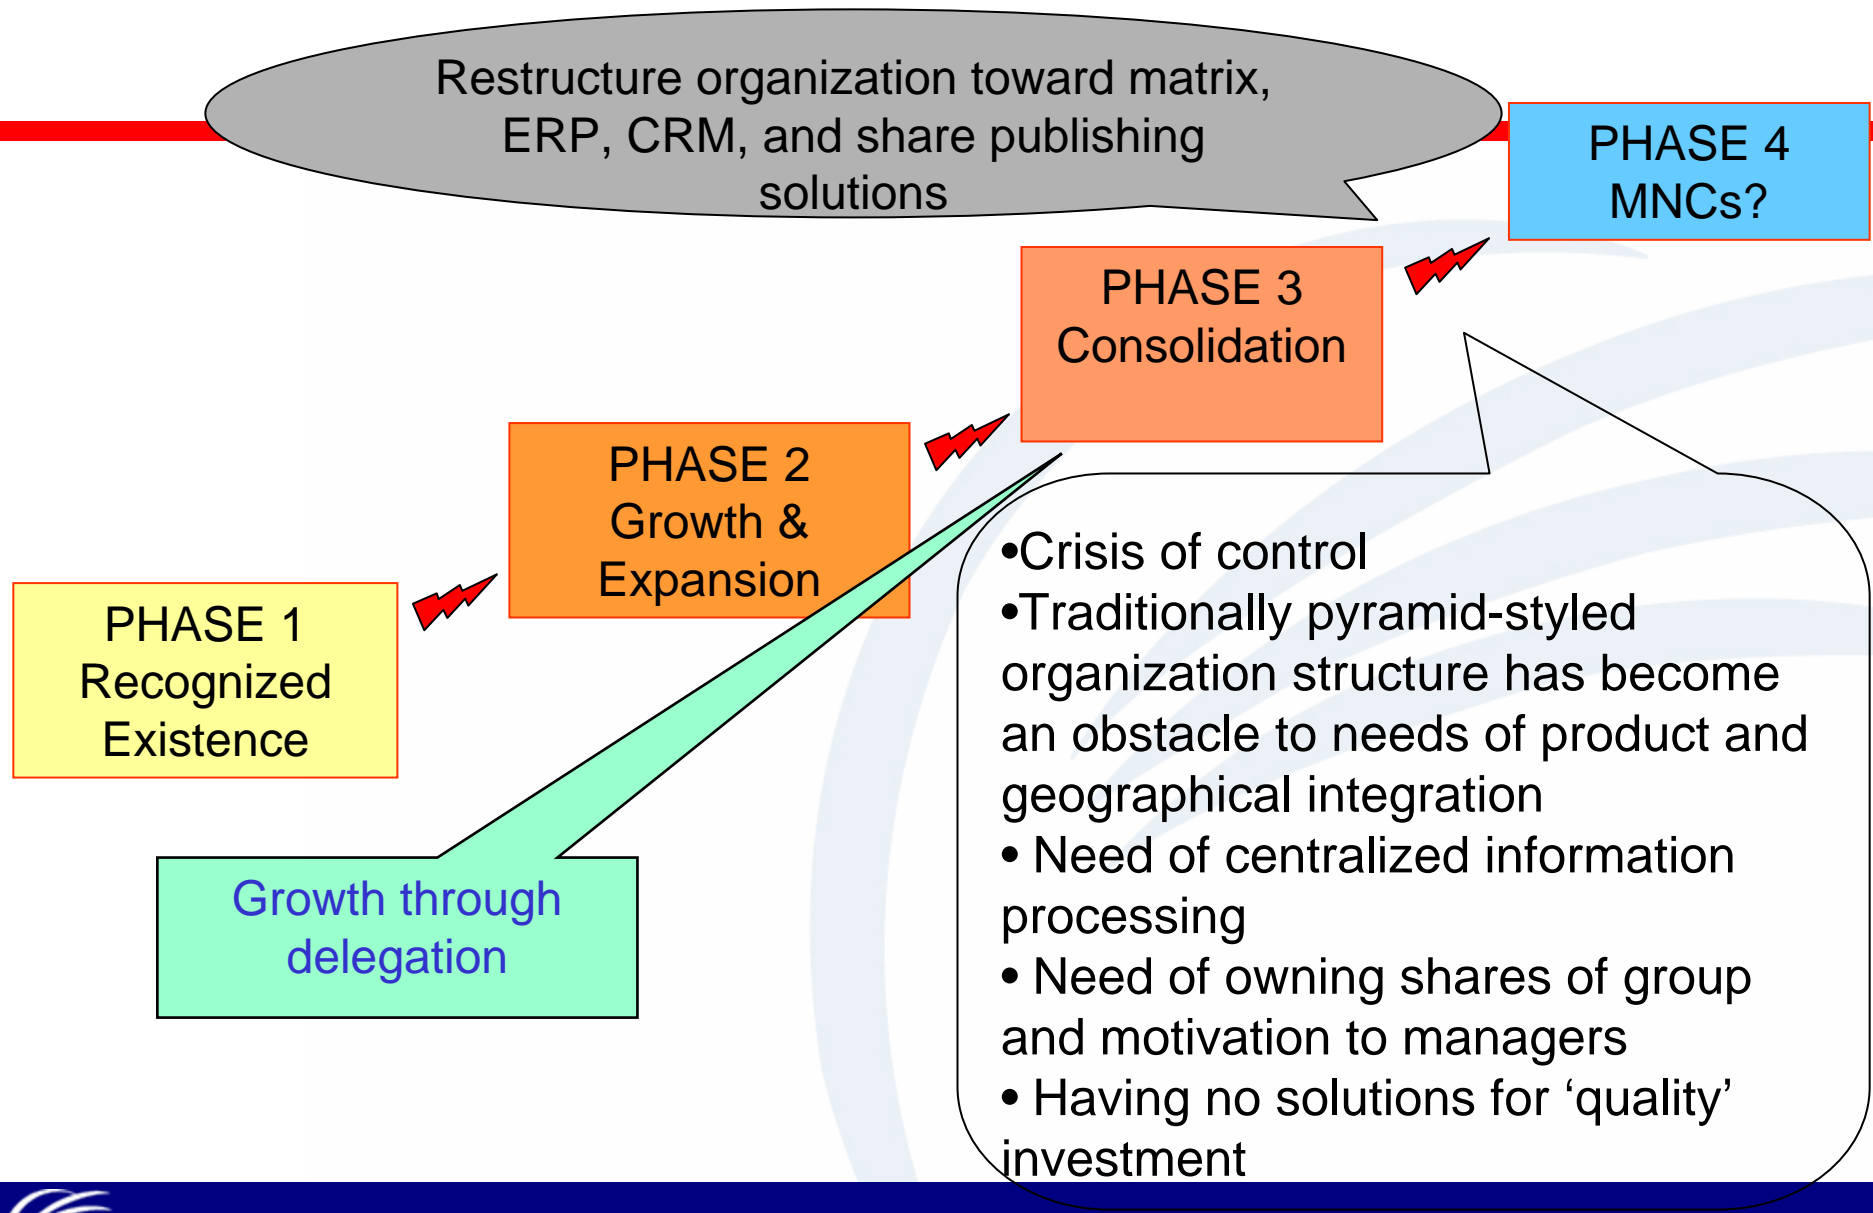 Restructure organization toward matrix,
ERP, CRM, and share publishing
solutions
PHASE 4
MNCs?
PHASE 3
Consolidation
PHASE 2
Growth &
Expansion
PHASE 1
Recognized
Existence
Growth through
delegation
•Crisis of control
•Traditionally pyramid-styled
organization structure has become
an obstacle to needs of product and
geographical integration
• Need of centralized information
processing
• Need of owning shares of group
and motivation to managers
• Having no solutions for ‘quality’
investment